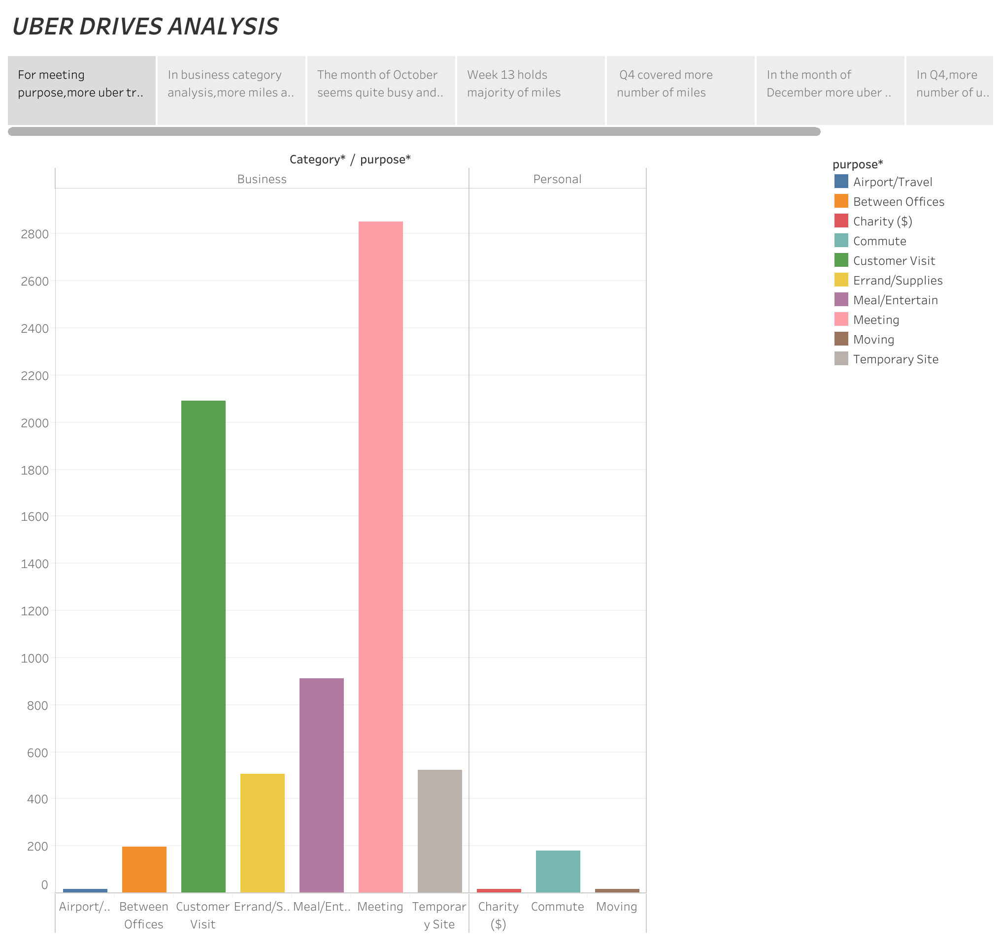 UBER DRIVES ANALYSIS
For meeting
purpose,more uber tr..
In business category
analysis,more miles a..
The month of October
seems quite busy and..
Week 13 holds
majority of miles
Q4 covered more
number of miles
In the month of
December more uber ..
In Q4,more
number of u..
Category* / purpose*
Business
Personal
2800
2600
2400
2200
2000
1800
1600
1400
1200
1000
800
600
400
200
0
Airport/..
Between
Offices
Customer
Visit
Errand/S..
Meal/Ent..
Meeting
Temporar
y Site
Charity
($)
Commute
Moving
purpose*
Airport/Travel
Between Offices
Charity ($)
Commute
Customer Visit
Errand/Supplies
Meal/Entertain
Meeting
Moving
Temporary Site